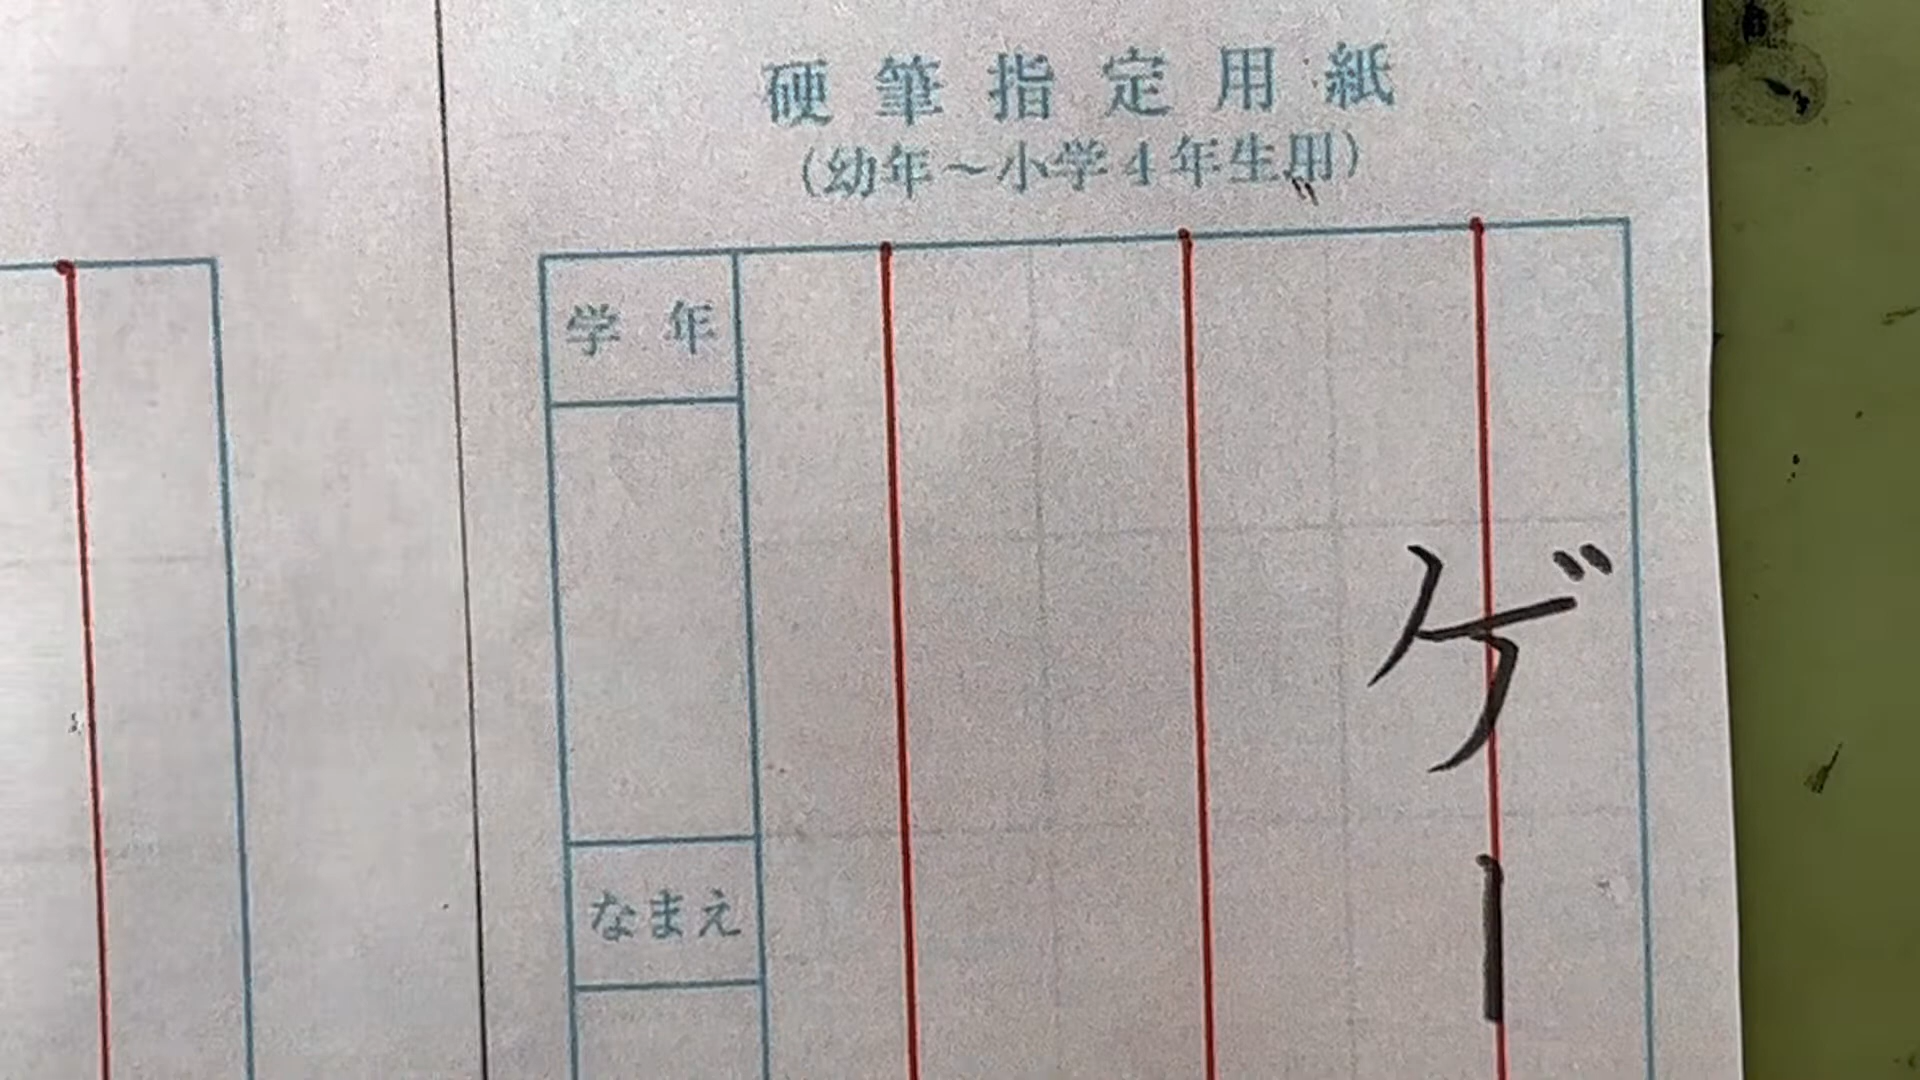 硬筆指定用紙
(幼年～小学4年生用)
学年
なまえ
ゲー